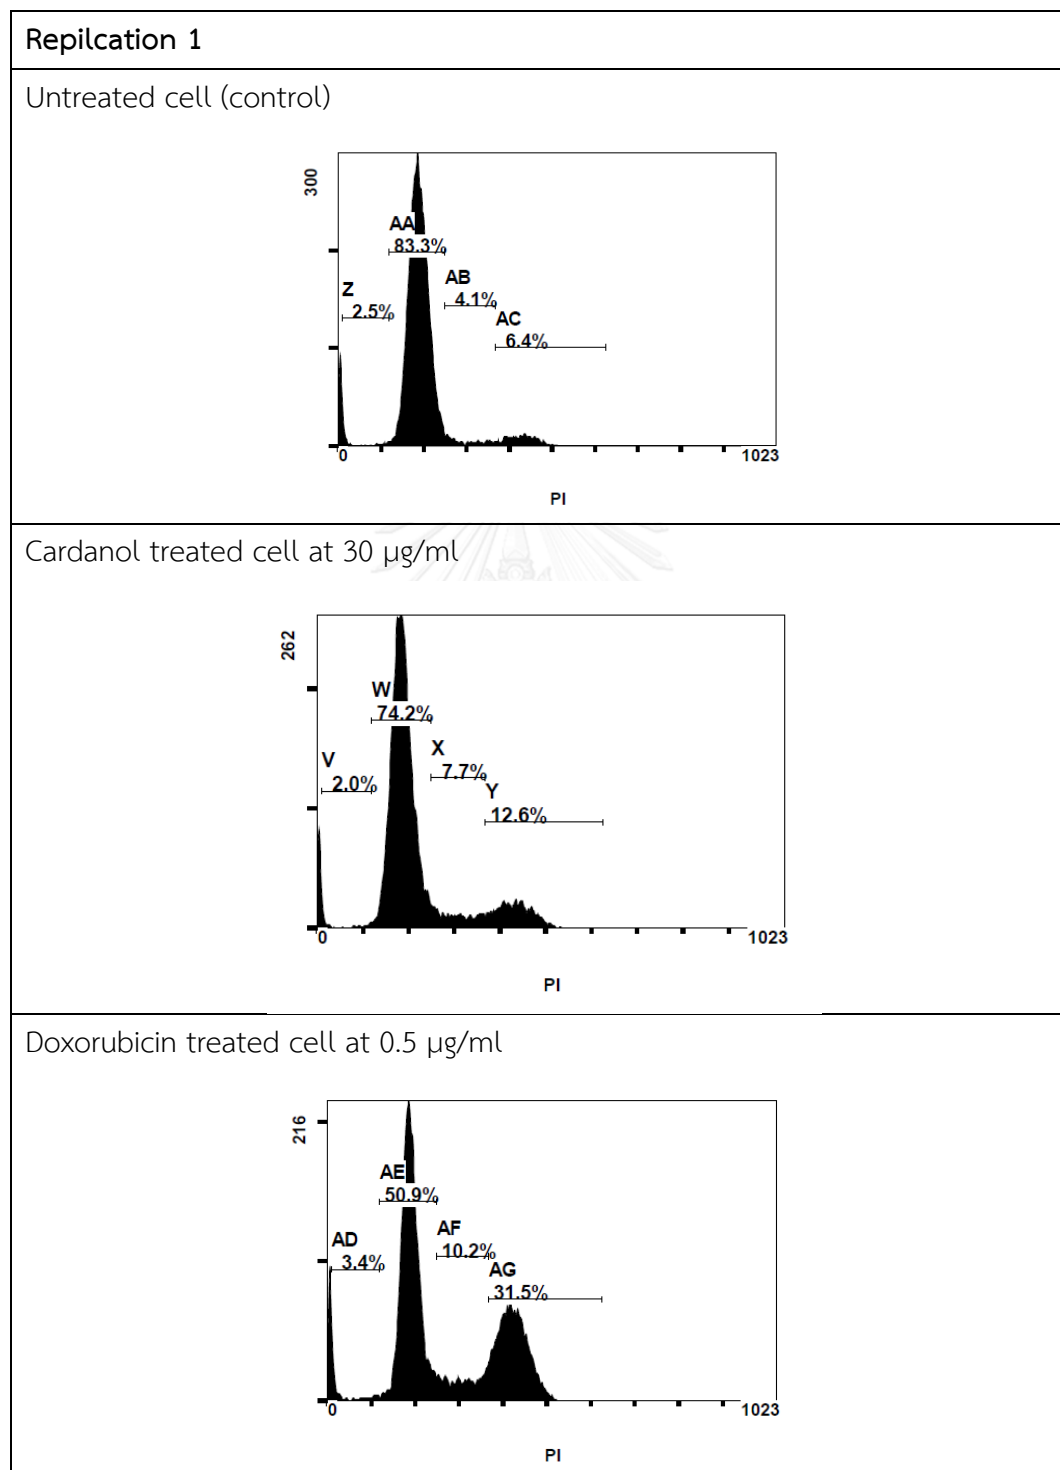 Repilcation 1
Untreated cell (control)
300
AA
83.3%
AB
4.1%
Z
2.5%
AC
6.4%
0
1023
PI
Cardanol treated cell at 30 µg/ml
262
W
74.2%
X
7.7%
V
2.0%
Y
12.6%
0
1023
PI
Doxorubicin treated cell at 0.5 µg/ml
216
AE
50.9%
AF
10.2%
AD
3.4%
AG
31.5%
0
1023
PI